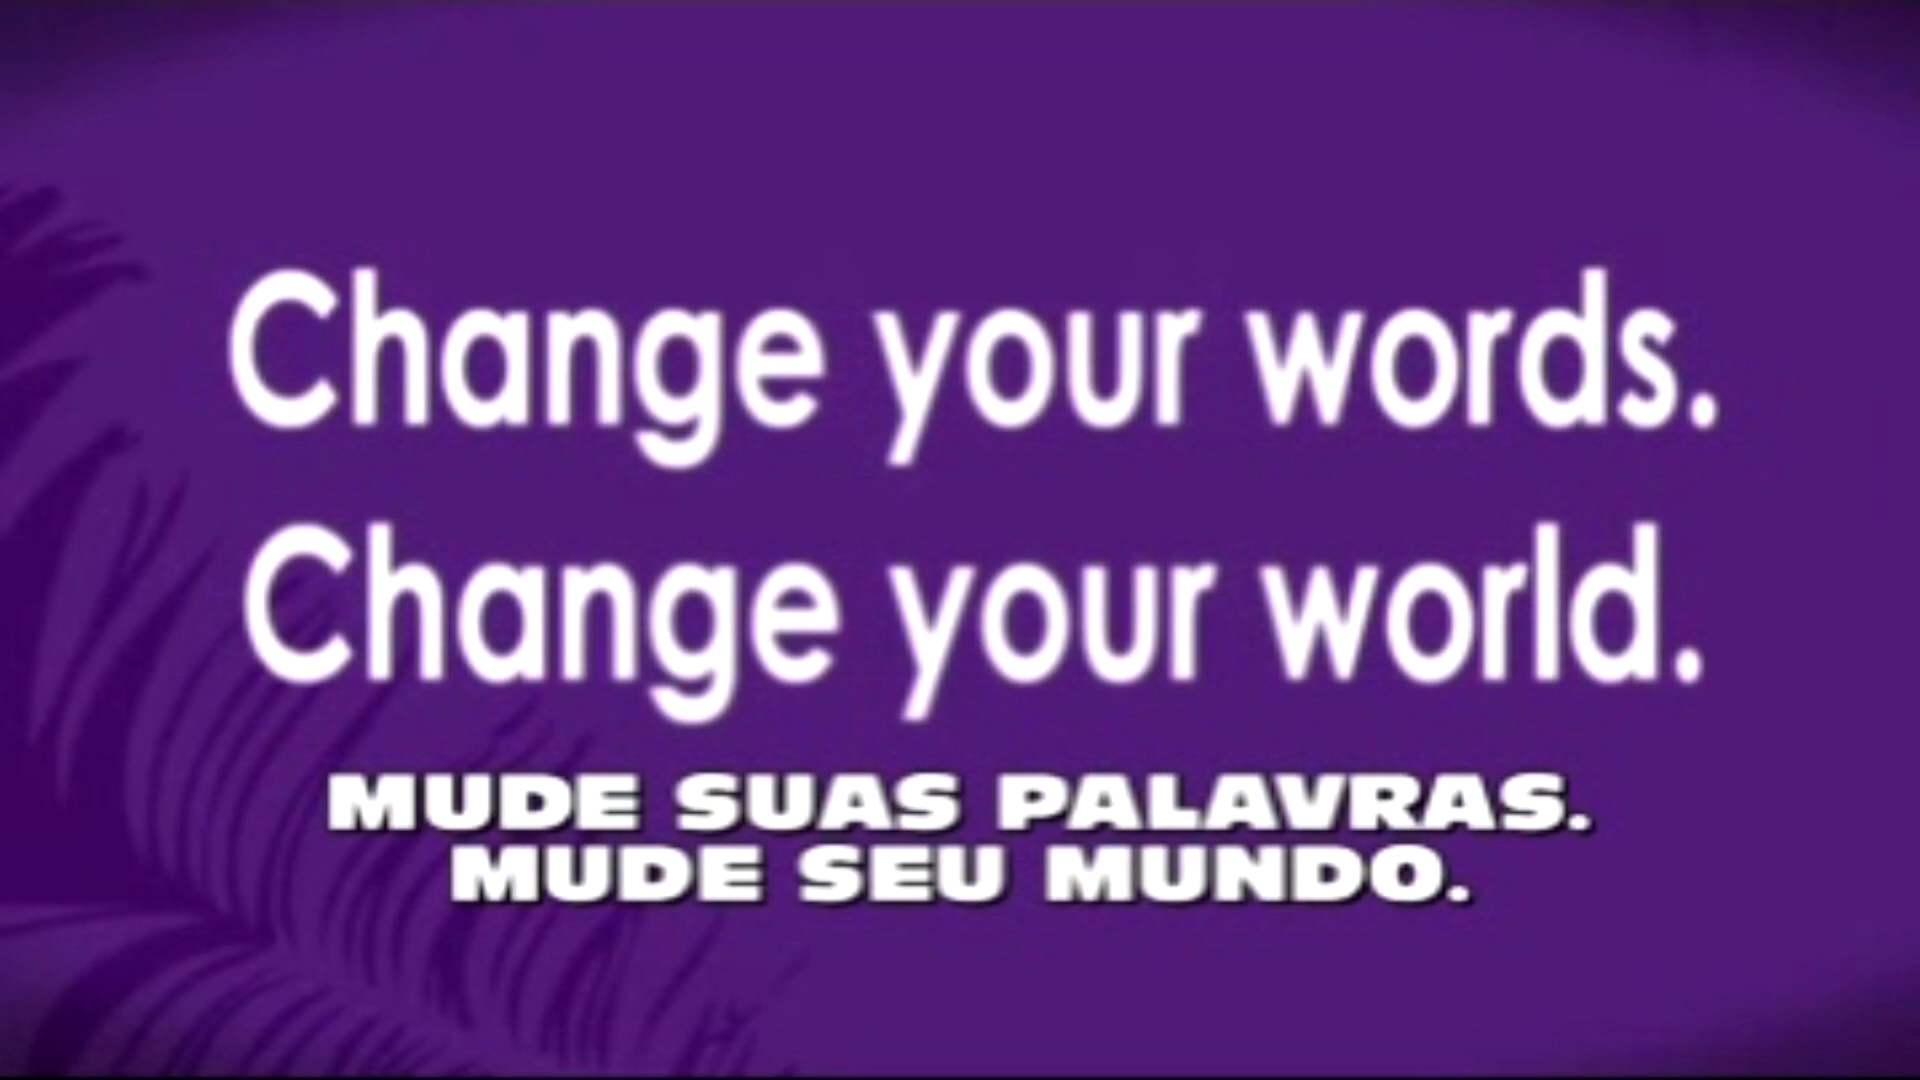 Change your words.
Change your world.
MUDE SUAS PALAVRAS.
MUDE SEU MUNDO.